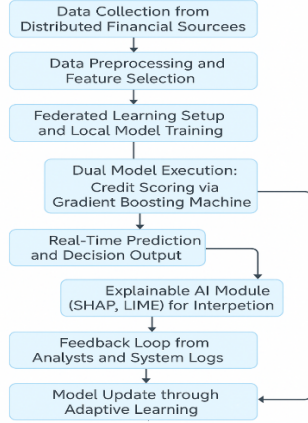 Data Collection from
Distributed Financial Sourcees
Data Preprocessing and
Feature Selection
Federated Learning Setup
and Local Model Training
Dual Model Execution:
Credit Scoring via
Gradient Boosting Machine
Real-Time Prediction
and Decision Output
Explainable AI Module
(SHAP, LIME) for Interpetion
Feedback Loop from
Analysts and System Logs
Model Update through
Adaptive Learning